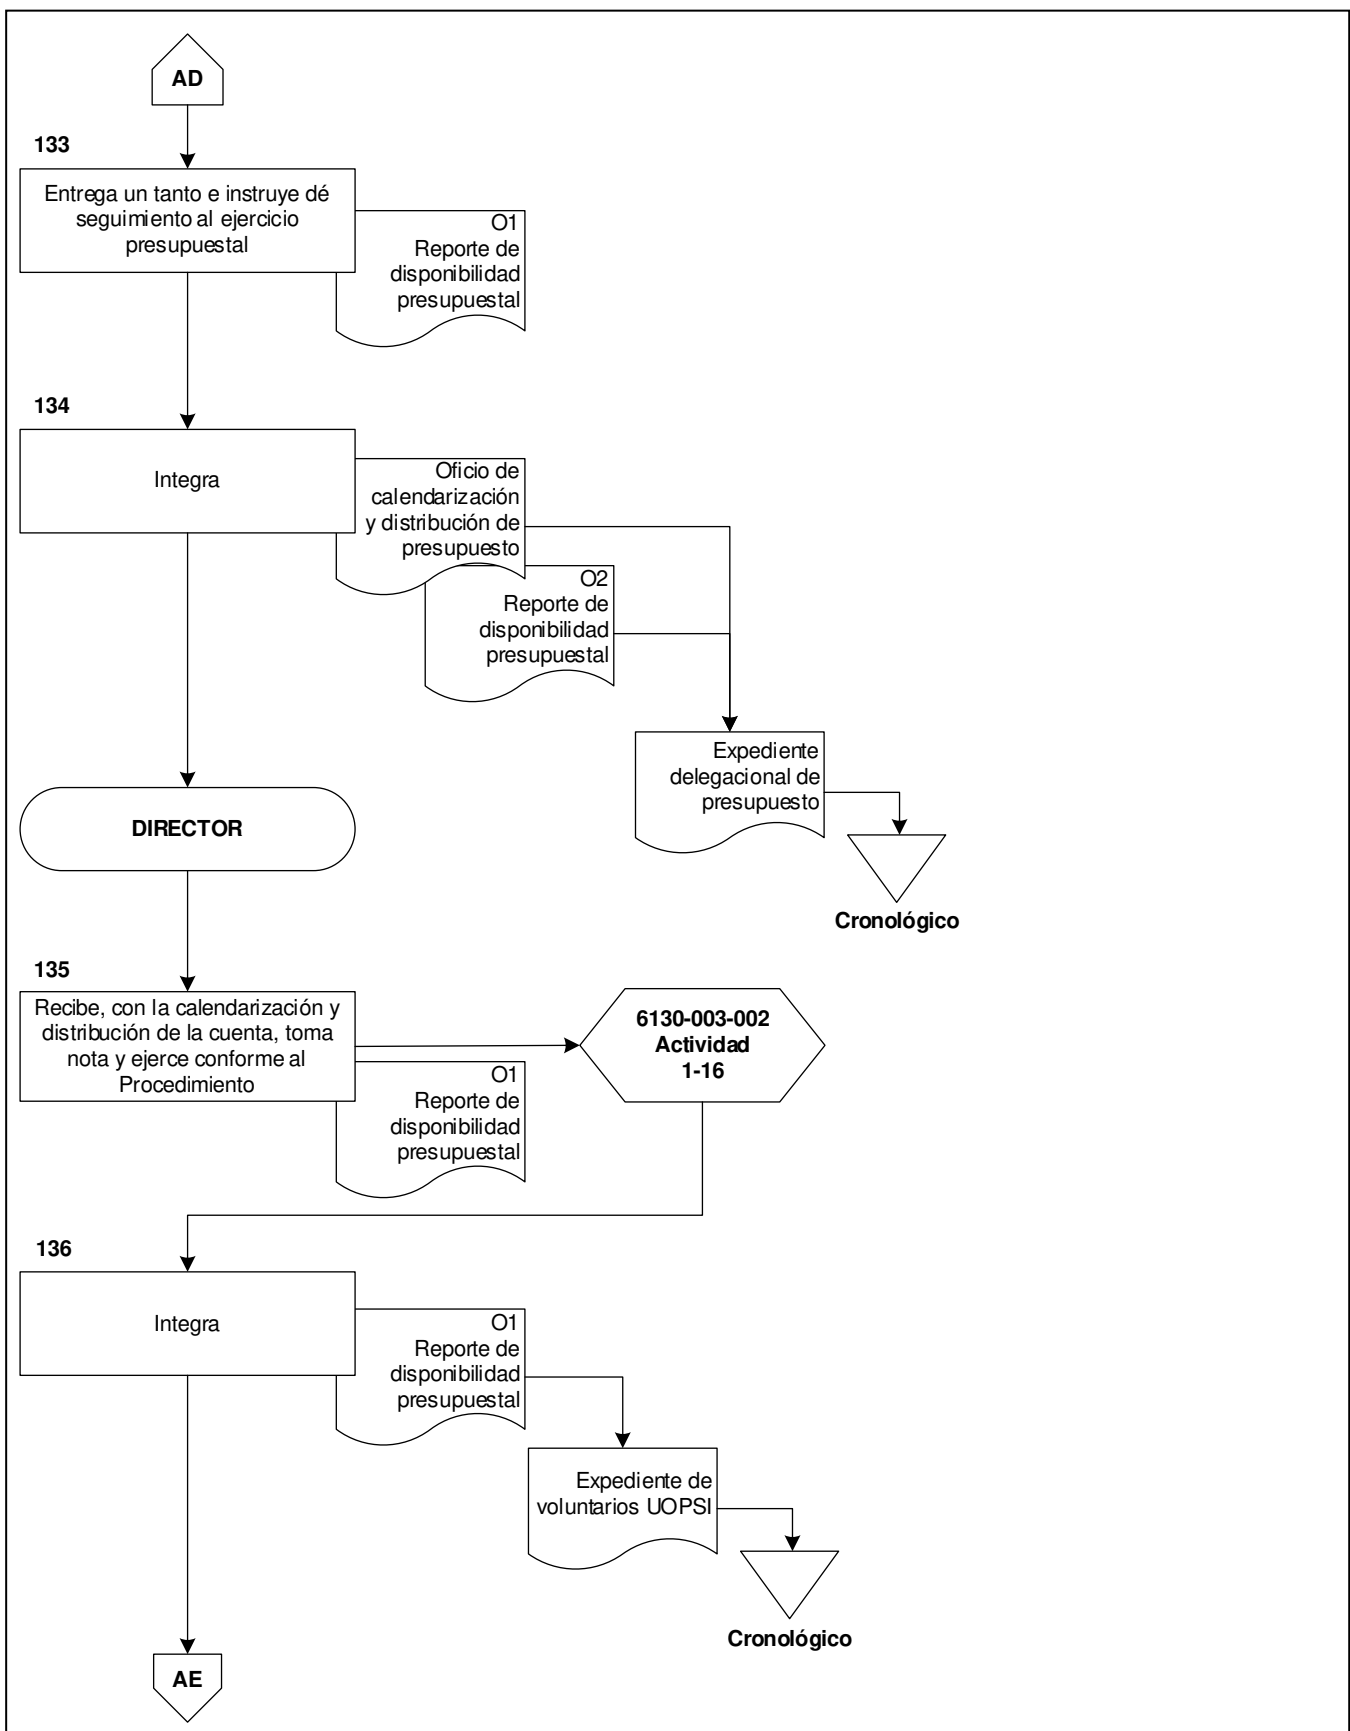 AD
133
Entrega un tanto e instruye dé
seguimiento al ejercicio
presupuestal
O1
Reporte de
disponibilidad
presupuestal
134
Integra
Oficio de
calendarización
y distribución de
presupuesto
O2
Reporte de
disponibilidad
presupuestal
Expediente
delegacional de
presupuesto
Cronológico
DIRECTOR
135
Recibe, con la calendarización y
distribución de la cuenta, toma
nota y ejerce conforme al
Procedimiento
6130-003-002
Actividad
1-16
O1
Reporte de
disponibilidad
presupuestal
136
Integra
O1
Reporte de
disponibilidad
presupuestal
Expediente de
voluntarios UOPSI
Cronológico
AE